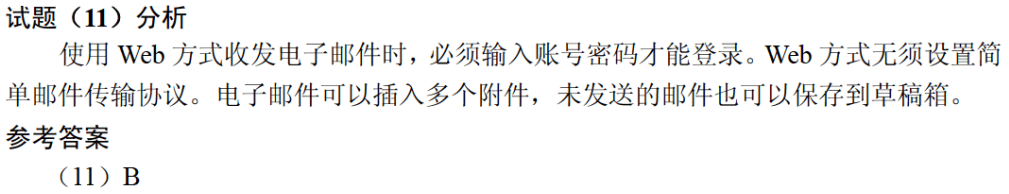 试题（11）分析
使用 Web 方式收发电子邮件时，必须输入账号密码才能登录。Web 方式无须设置简
单邮件传输协议。电子邮件可以插入多个附件，未发送的邮件也可以保存到草稿箱。
参考答案
（11）B